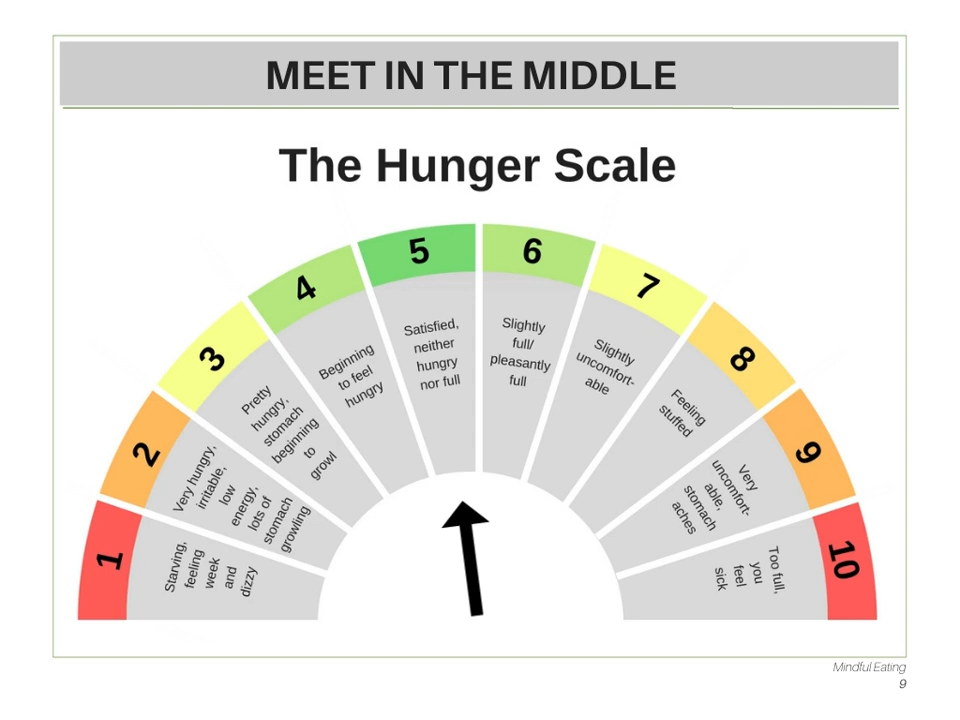 MEET IN THE MIDDLE
The Hunger Scale
1
Starving,
feeling
week
and
dizzy
2
Very hungry,
irritable,
low
energy,
lots of
stomach
growling
3
Pretty
hungry,
stomach
beginning
to
growl
4
Beginning
to feel
hungry
5
Satisfied,
neither
hungry
nor full
6
Slightly
full/
pleasantly
full
7
Slightly
uncomfort-
able
8
Feeling
stuffed
9
Very
uncomfort-
able,
stomach
aches
10
Too full,
you
feel
sick
Mindful Eating
9